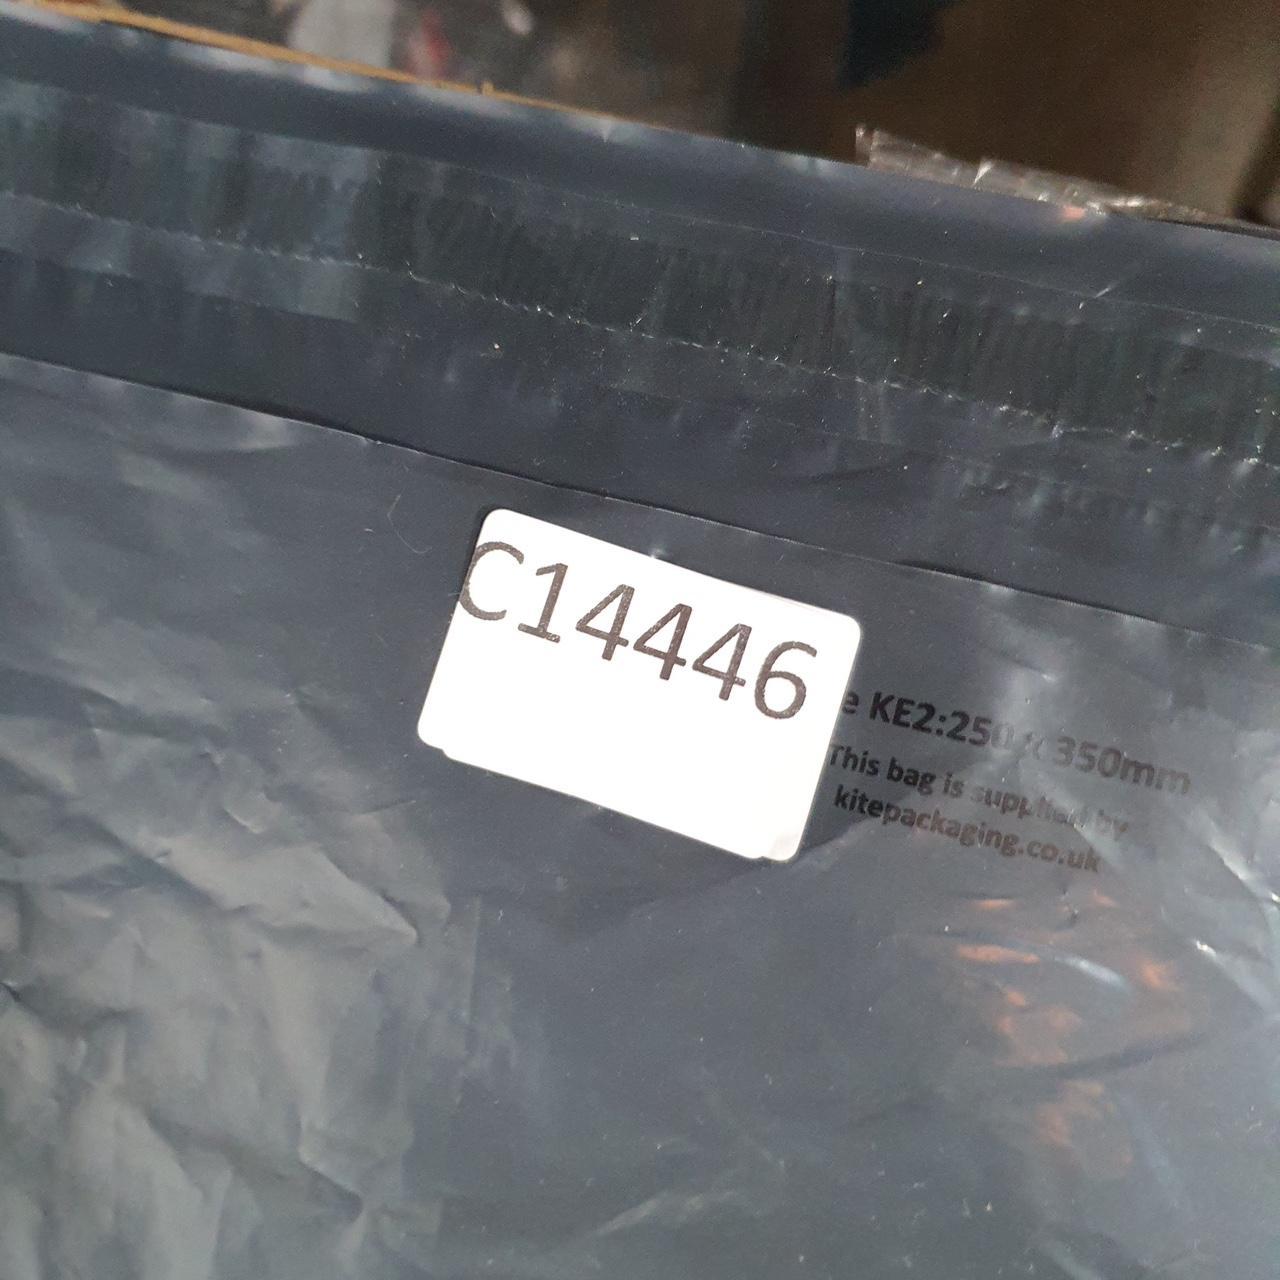 C14446
e KE2:250 x 350mm
This bag is supplied by
kitepackaging.co.uk